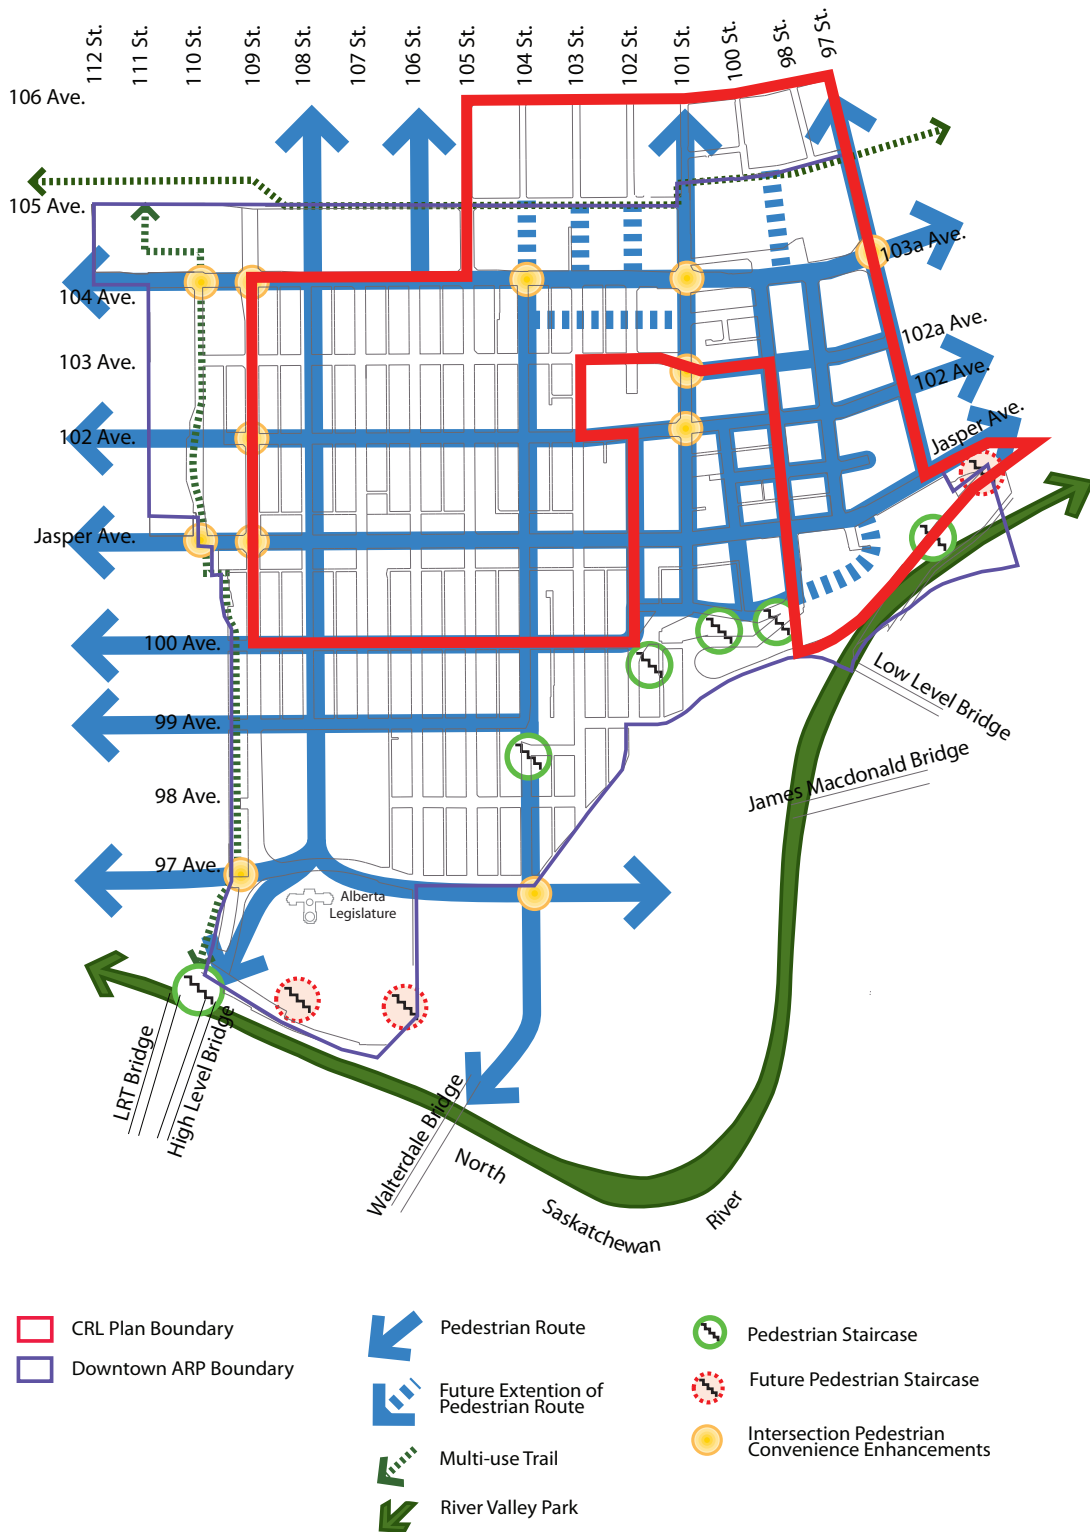 112 St.
111 St.
110 St.
109 St.
108 St.
107 St.
106 St.
105 St.
104 St.
103 St.
102 St.
101 St.
100 St.
98 St.
97 St.
106 Ave.
105 Ave.
103a Ave.
104 Ave.
102a Ave.
103 Ave.
102 Ave.
Jasper Ave.
102 Ave.
Jasper Ave.
100 Ave.
Low Level Bridge
99 Ave.
James Macdonald Bridge
98 Ave.
97 Ave.
Alberta
Legislature
LRT Bridge
High Level Bridge
Walterdale Bridge
North
Saskatchewan
River
CRL Plan Boundary
Downtown ARP Boundary
Pedestrian Route
Future Extention of
Pedestrian Route
Multi-use Trail
River Valley Park
Pedestrian Staircase
Future Pedestrian Staircase
Intersection Pedestrian
Convenience Enhancements